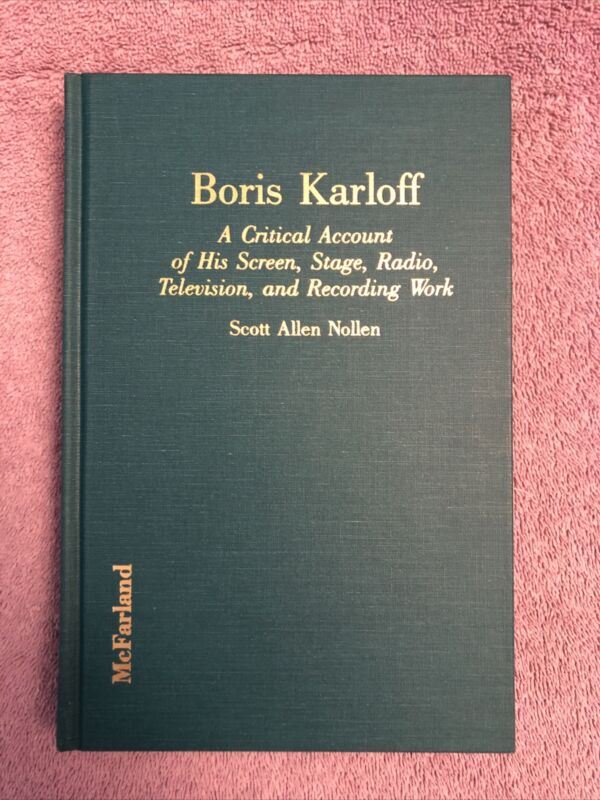 Boris Karloff
A Critical Account
of His Screen, Stage, Radio,
Television, and Recording Work
Scott Allen Nollen
McFarland